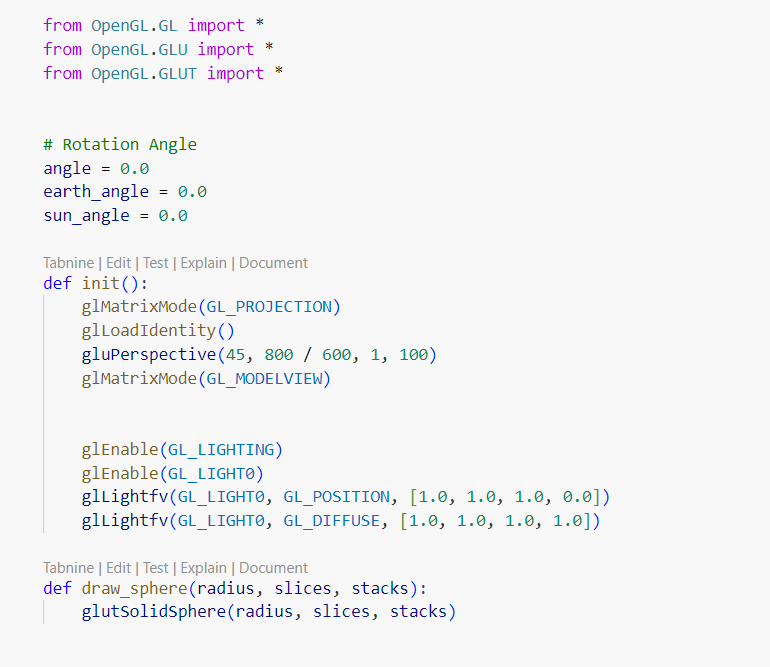 from OpenGL.GL import *
from OpenGL.GLU import *
from OpenGL.GLUT import *
# Rotation Angle
angle = 0.0
earth_angle = 0.0
sun_angle = 0.0
Tabnine | Edit | Test | Explain | Document
def init():
    glMatrixMode(GL_PROJECTION)
    glLoadIdentity()
    gluPerspective(45, 800 / 600, 1, 100)
    glMatrixMode(GL_MODELVIEW)
    glEnable(GL_LIGHTING)
    glEnable(GL_LIGHT0)
    glLightfv(GL_LIGHT0, GL_POSITION, [1.0, 1.0, 1.0, 0.0])
    glLightfv(GL_LIGHT0, GL_DIFFUSE, [1.0, 1.0, 1.0, 1.0])
Tabnine | Edit | Test | Explain | Document
def draw_sphere(radius, slices, stacks):
    glutSolidSphere(radius, slices, stacks)